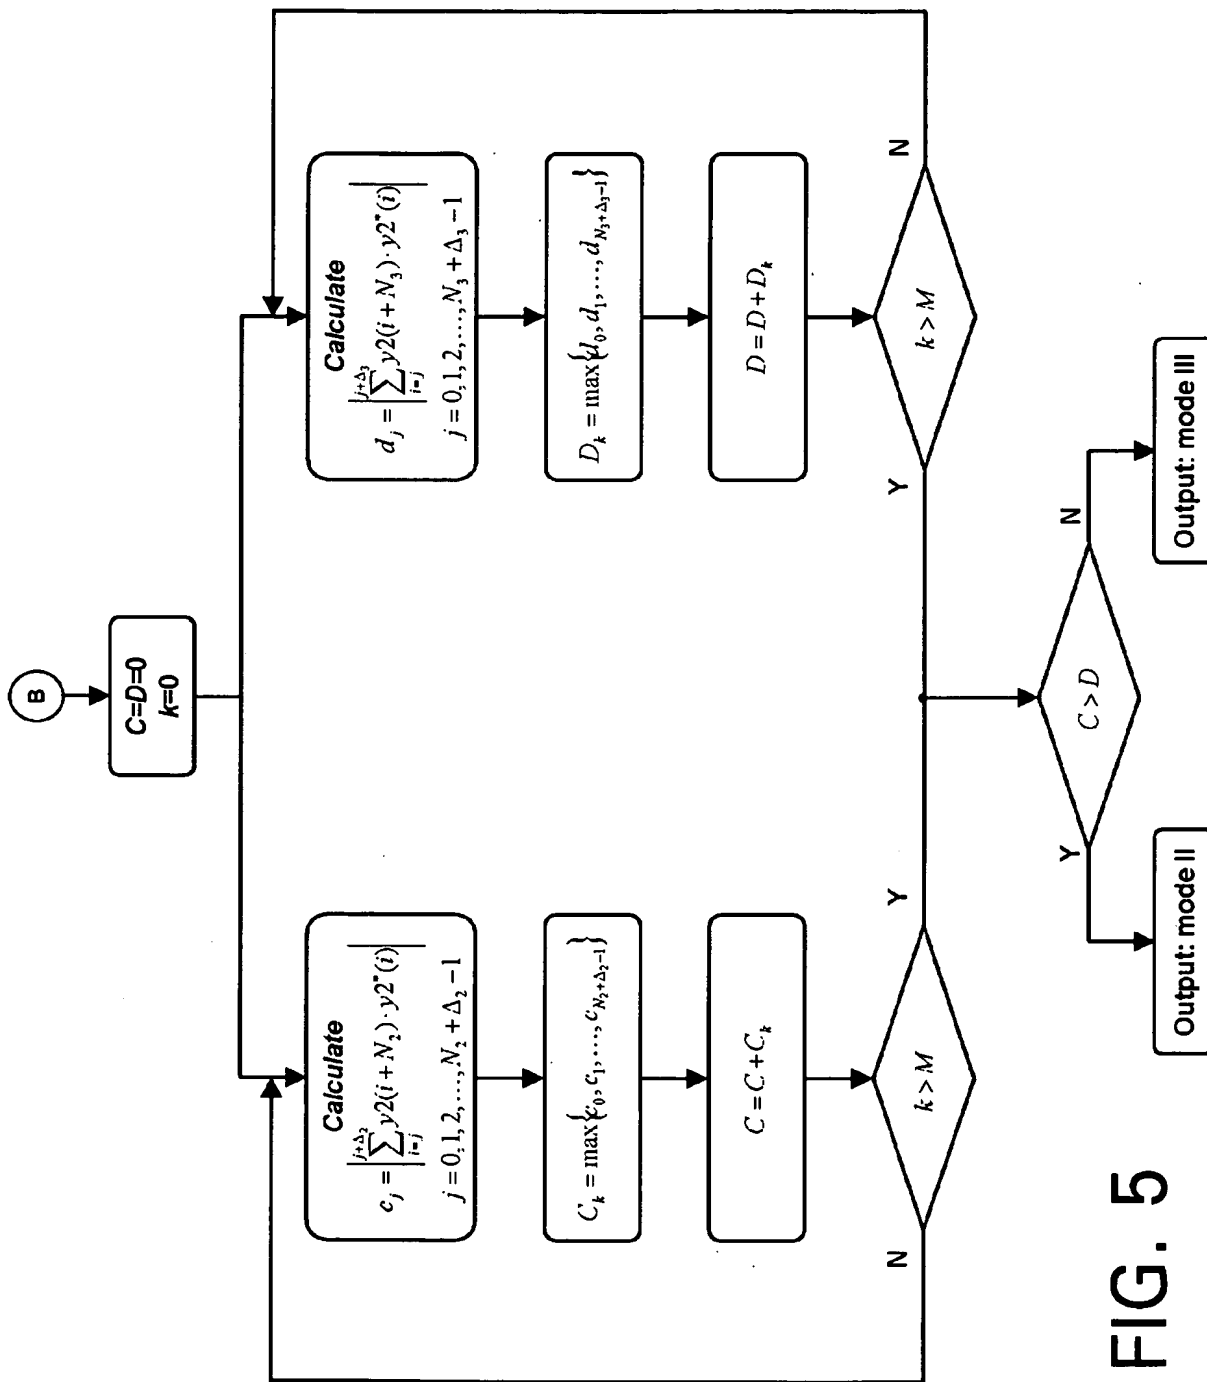 B
C=D=0
k=0
Calculate
c_j = |∑_{i=j}^{j+Δ_2} y2(i+N_2)·y2*(i)|
j = 0,1,2,...,N_2+Δ_2−1
C_k = max{c_0, c_1, ..., c_{N_2+Δ_2−1}}
C = C + C_k
k > M
N
Y
Calculate
d_j = |∑_{i=j}^{j+Δ_3} y2(i+N_3)·y2*(i)|
j = 0,1,2,...,N_3+Δ_3−1
D_k = max{d_0, d_1, ..., d_{N_3+Δ_3−1}}
D = D + D_k
k > M
Y
N
C > D
Y
N
Output: mode II
Output: mode III
FIG. 5